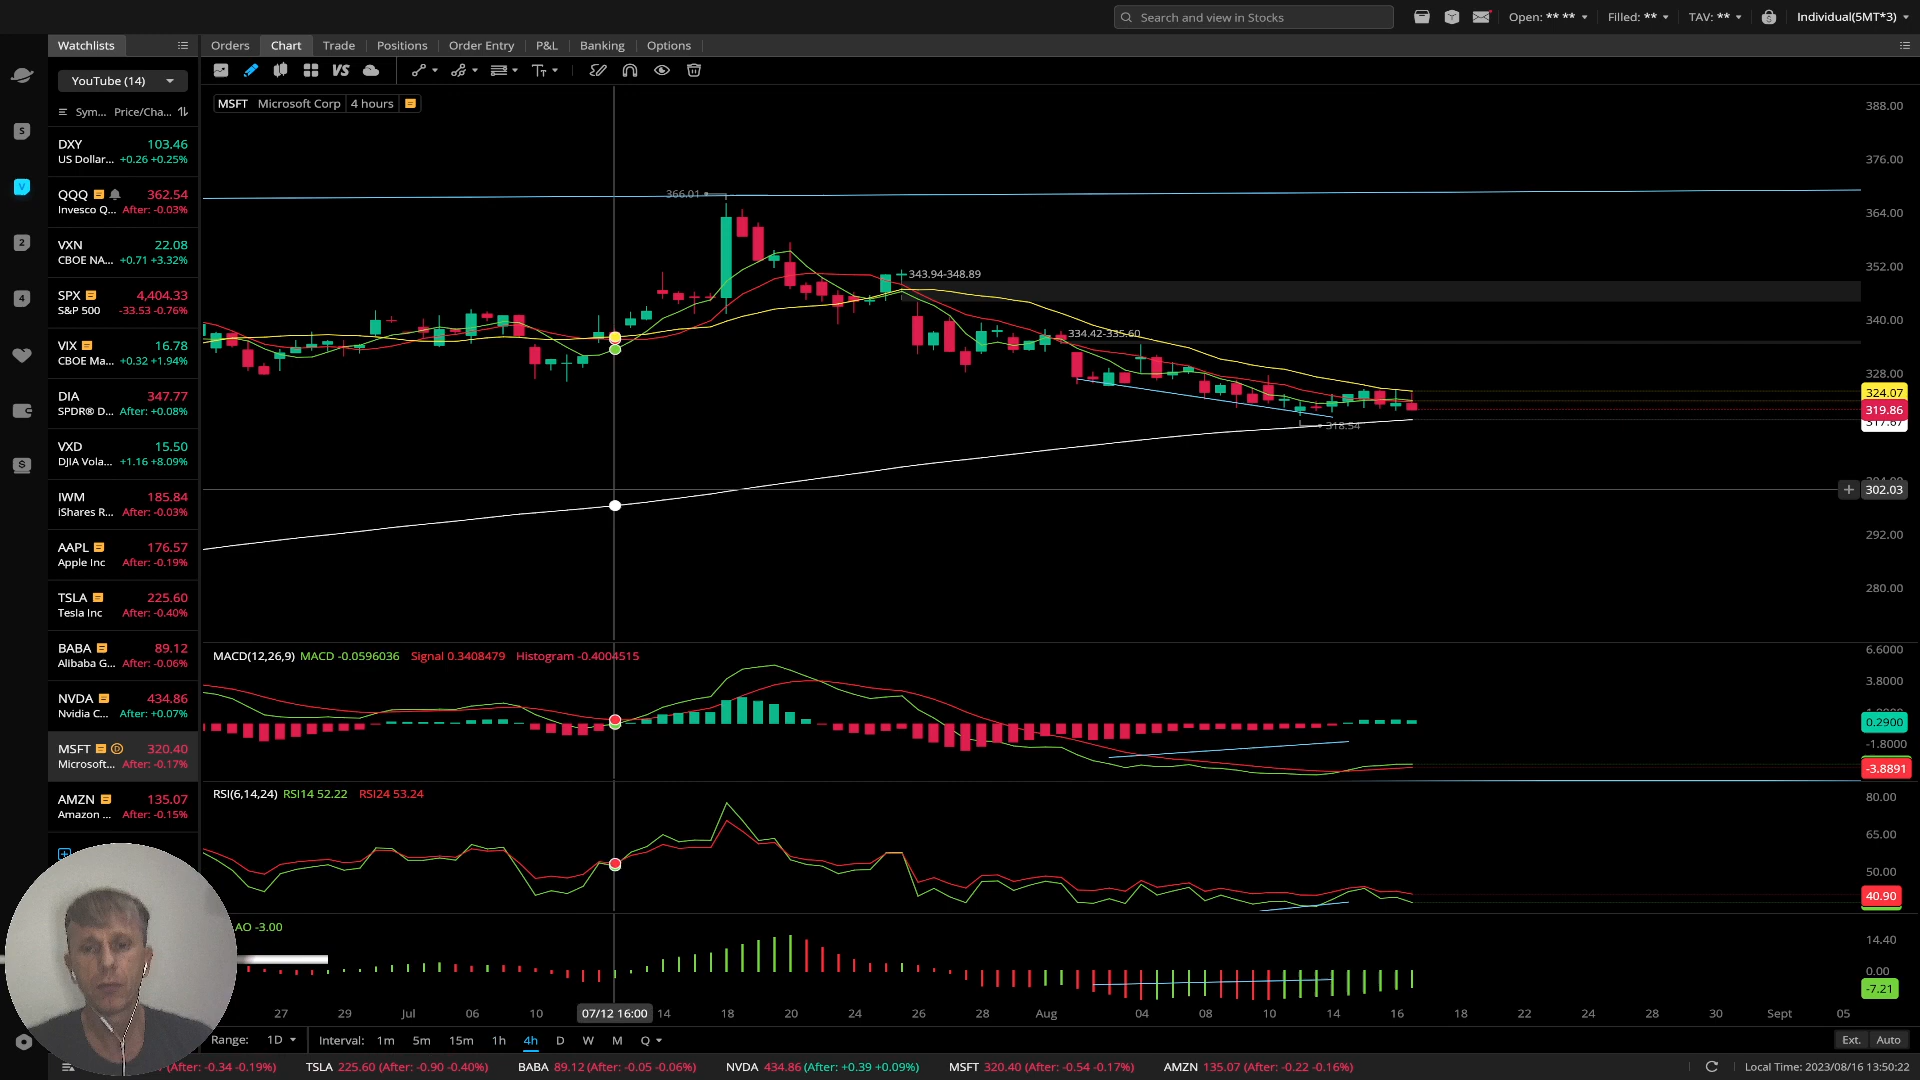 Search and view in Stocks
Open: ** **
Filled: **
TAV: **
Individual(5MT*3)
Watchlists
Orders
Chart
Trade
Positions
Order Entry
P&L
Banking
Options
YouTube (14)
VS
Sym...
Price/Cha...
MSFT Microsoft Corp 4 hours
DXY 103.46
US Dollar... +0.26 +0.25%
QQQ 362.54
Invesco Q... After: -0.03%
VXN 22.08
CBOE NA... +0.71 +3.32%
SPX 4,404.33
S&P 500 -33.53 -0.76%
VIX 16.78
CBOE Ma... +0.32 +1.94%
DIA 347.77
SPDR® D... After: +0.08%
VXD 15.50
DJIA Vola... +1.16 +8.09%
IWM 185.84
iShares R... After: -0.03%
AAPL 176.57
Apple Inc After: -0.19%
TSLA 225.60
Tesla Inc After: -0.40%
BABA 89.12
Alibaba G... After: -0.06%
NVDA 434.86
Nvidia C... After: +0.07%
MSFT 320.40
Microsoft... After: -0.17%
AMZN 135.07
Amazon ... After: -0.15%
366.01
343.94-348.89
334.42-335.60
318.54
388.00
376.00
364.00
352.00
340.00
328.00
324.07
319.86
302.03
292.00
280.00
MACD(12,26,9) MACD -0.0596036 Signal 0.3408479 Histogram -0.4004515
6.6000
3.8000
0.2900
-1.8000
-3.8891
RSI(6,14,24) RSI14 52.22 RSI24 53.24
80.00
65.00
50.00
40.90
AO -3.00
14.40
0.00
-7.21
27 29 Jul 06 10 07/12 16:00 14 18 20 24 26 28 Aug 04 08 10 14 16 18 22 24 28 30 Sept 05
Range: 1D Interval: 1m 5m 15m 1h 4h D W M Q
Ext. Auto
(After: -0.34 -0.19%) TSLA 225.60 (After: -0.90 -0.40%) BABA 89.12 (After: -0.05 -0.06%) NVDA 434.86 (After: +0.39 +0.09%) MSFT 320.40 (After: -0.54 -0.17%) AMZN 135.07 (After: -0.22 -0.16%)
Local Time: 2023/08/16 13:50:22